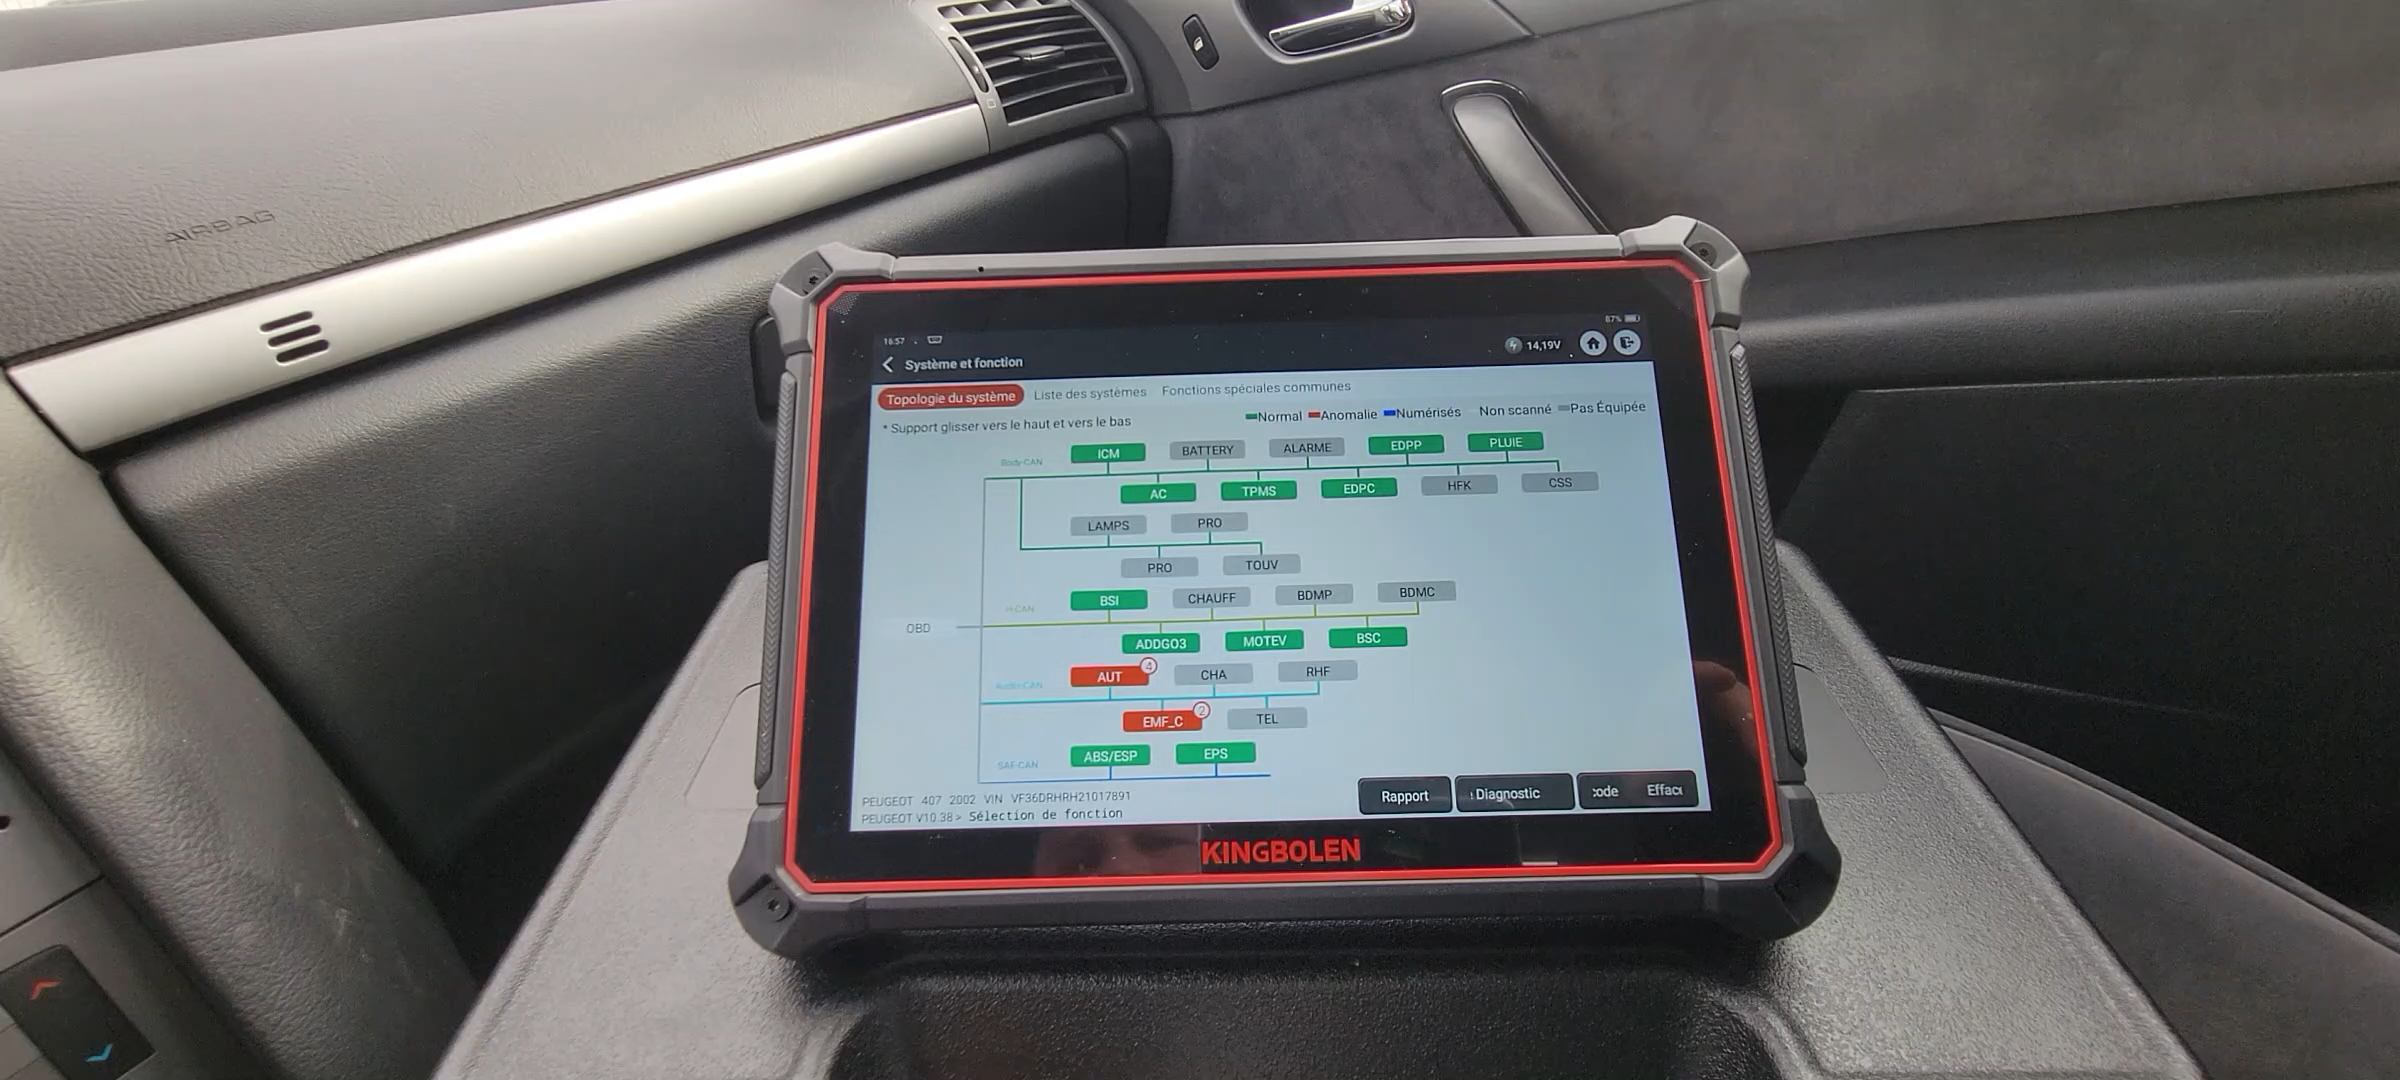 AIRBAG
87%
16:57
14,19V
Système et fonction
Topologie du système Liste des systèmes Fonctions spéciales communes
* Support glisser vers le haut et vers le bas
Normal Anomalie Numérisés Non scanné Pas Équipée
Body-CAN ICM BATTERY ALARME EDPP PLUIE
AC TPMS EDPC HFK CSS
LAMPS PRO
PRO TOUV
BSI CHAUFF BDMP BDMC
OBD
ADDGO3 MOTEV BSC
AUT 4 CHA RHF
EMF_C 2 TEL
ABS/ESP EPS
PEUGEOT 407 2002 VIN VF36DRHRH21017891
PEUGEOT V10.38 > Sélection de fonction
Rapport Diagnostic :ode Effac
KINGBOLEN